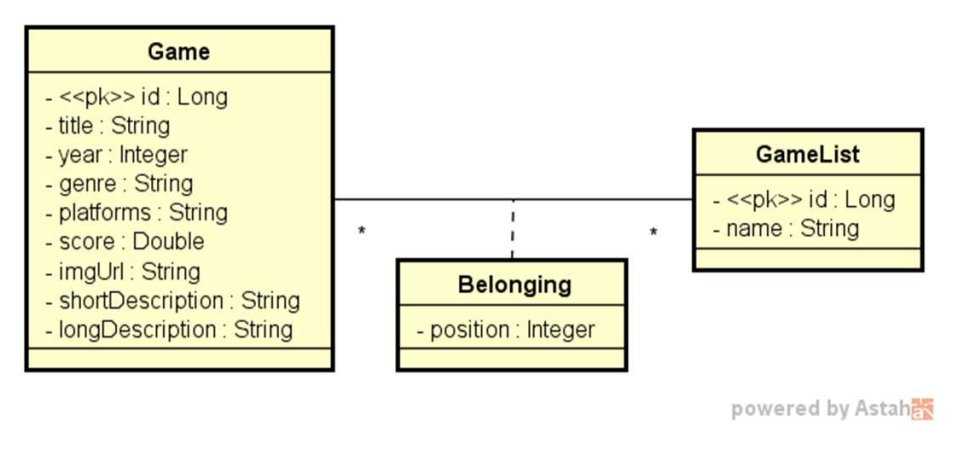 Game
- <<pk>> id : Long
- title : String
- year : Integer
- genre : String
- platforms : String
- score : Double
- imgUrl : String
- shortDescription : String
- longDescription : String
*
*
GameList
- <<pk>> id : Long
- name : String
Belonging
- position : Integer
powered by Astah